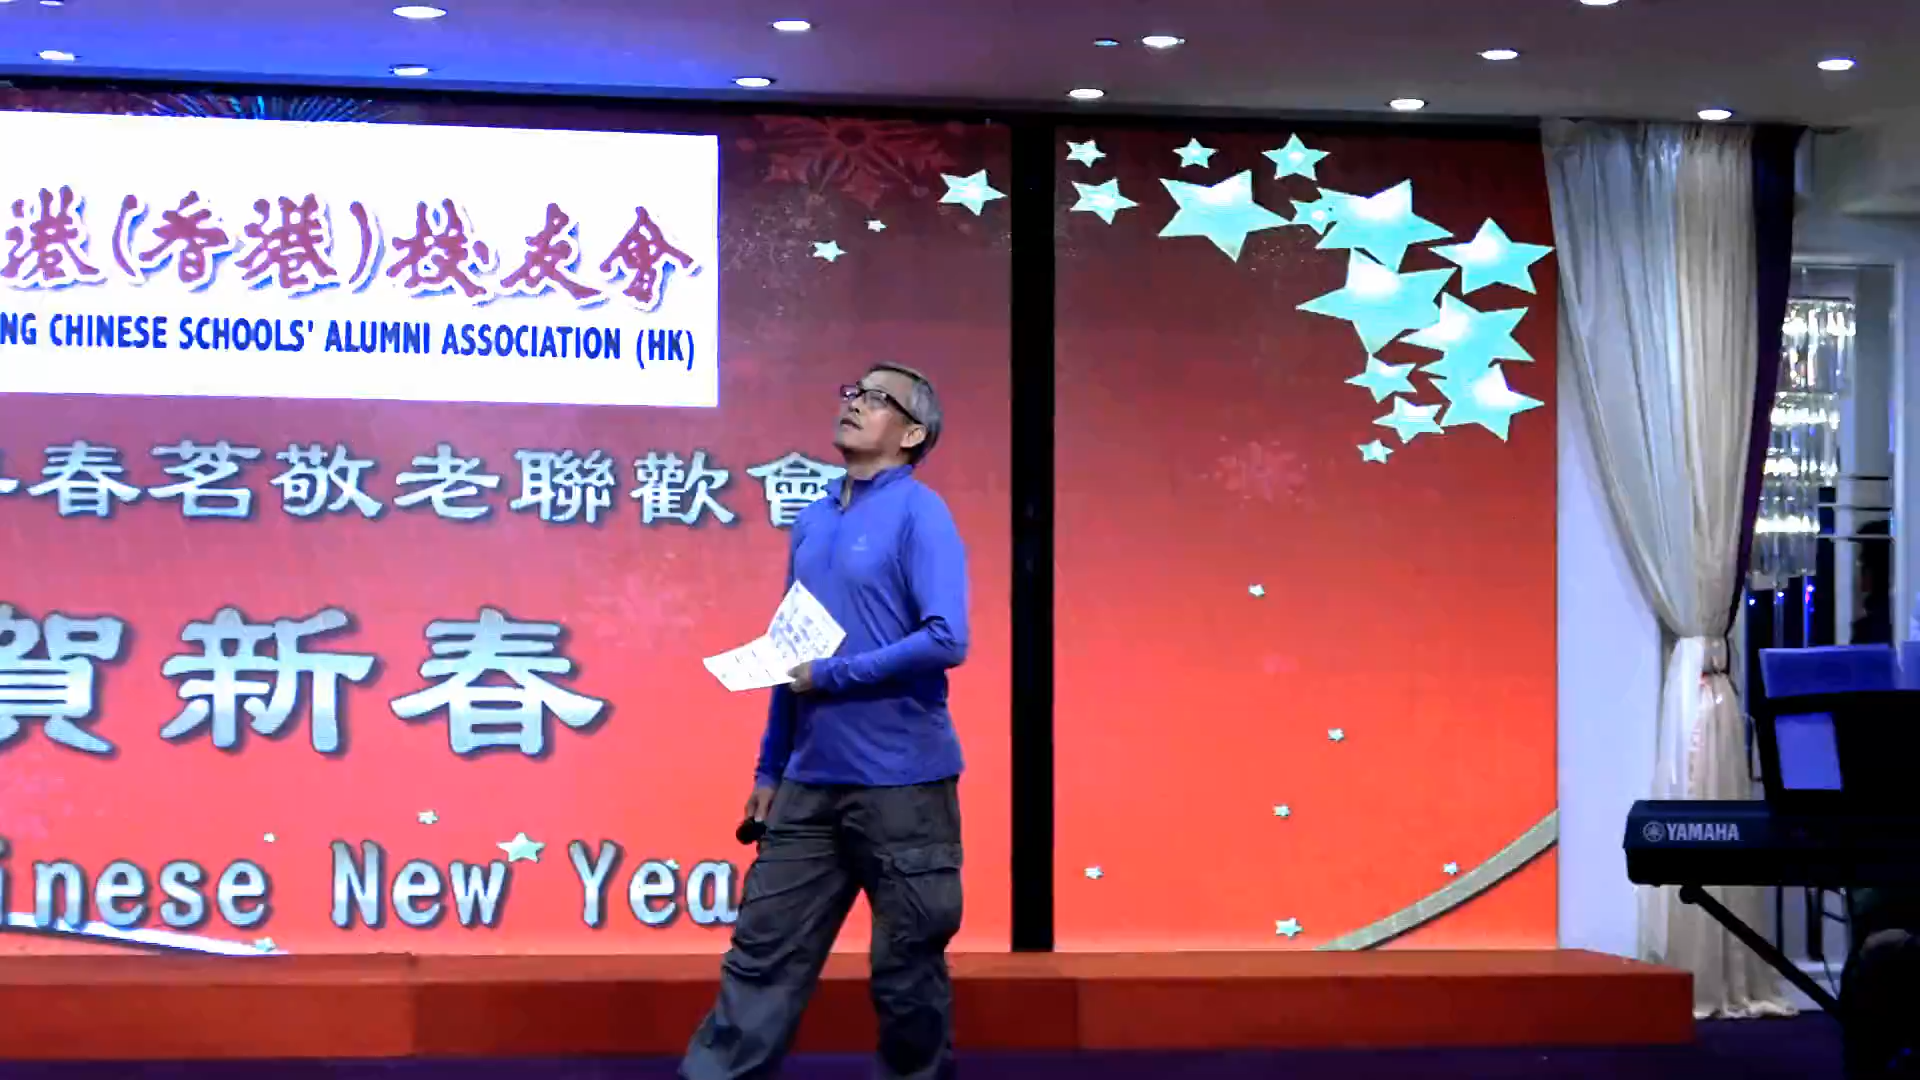 港(香港)校友會
NG CHINESE SCHOOLS' ALUMNI ASSOCIATION (HK)
春茗敬老聯歡會
賀新春
inese New Yea
YAMAHA